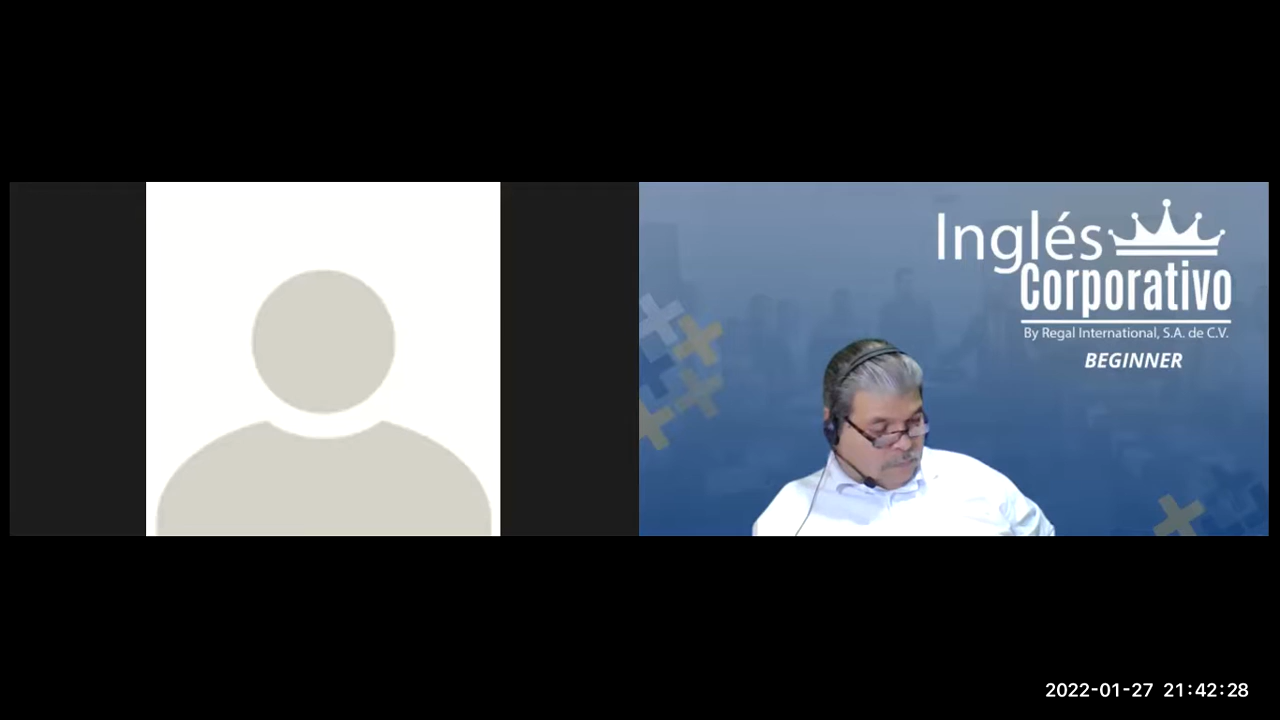 Inglés
Corporativo
By Regal International, S.A. de C.V.
BEGINNER
2022-01-27 21:42:28